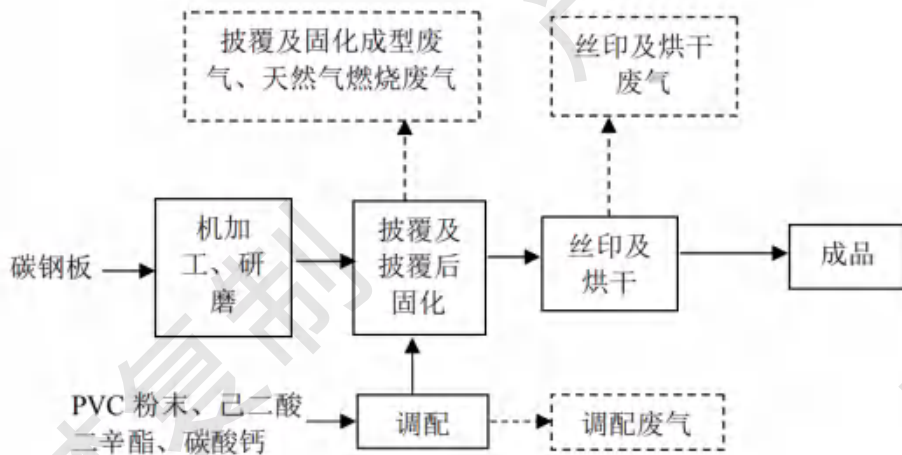 披覆及固化成型废
气、天然气燃烧废气
丝印及烘干
废气
碳钢板
机加
工、研
磨
披覆及
披覆后
固化
丝印及
烘干
成品
PVC 粉末、己二酸
二辛酯、碳酸钙
调配
调配废气
复制